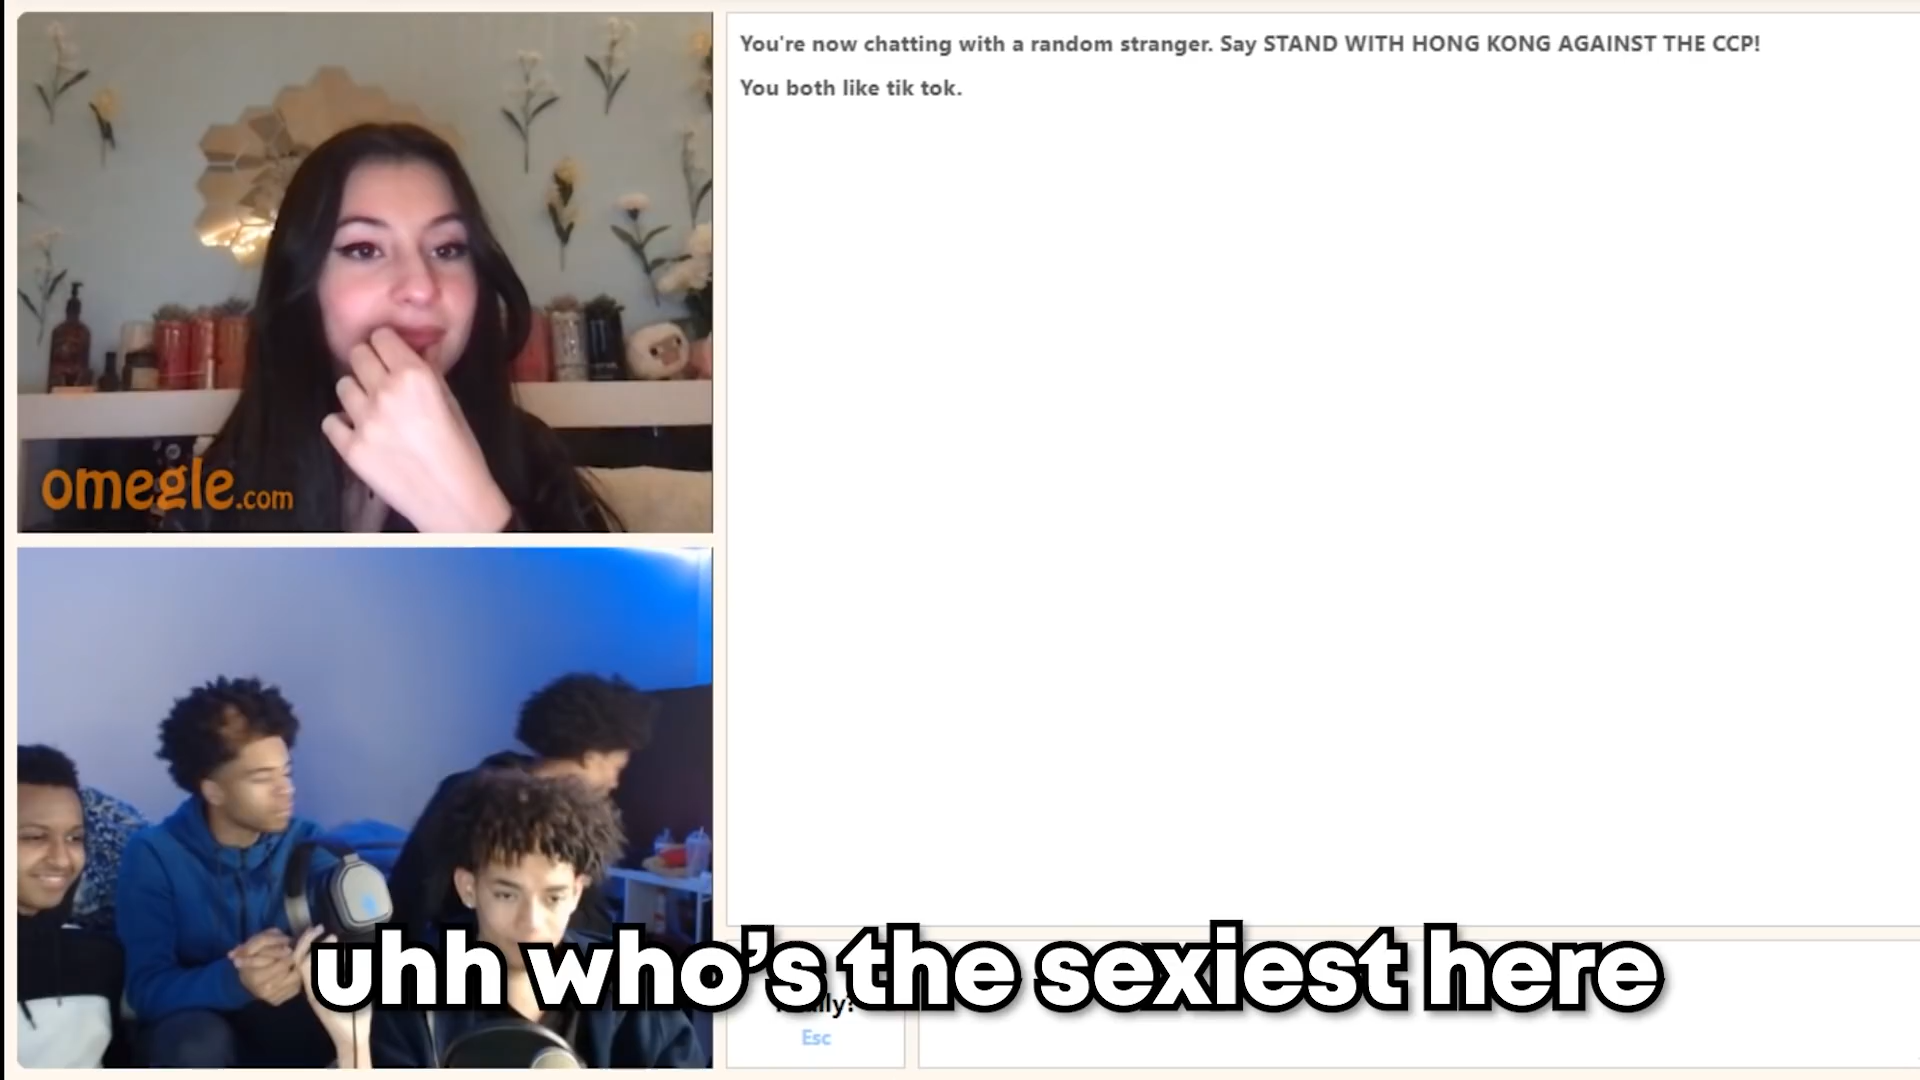 You're now chatting with a random stranger. Say STAND WITH HONG KONG AGAINST THE CCP!
You both like tik tok.
omegle.com
uhh who's the sexiest here
Esc